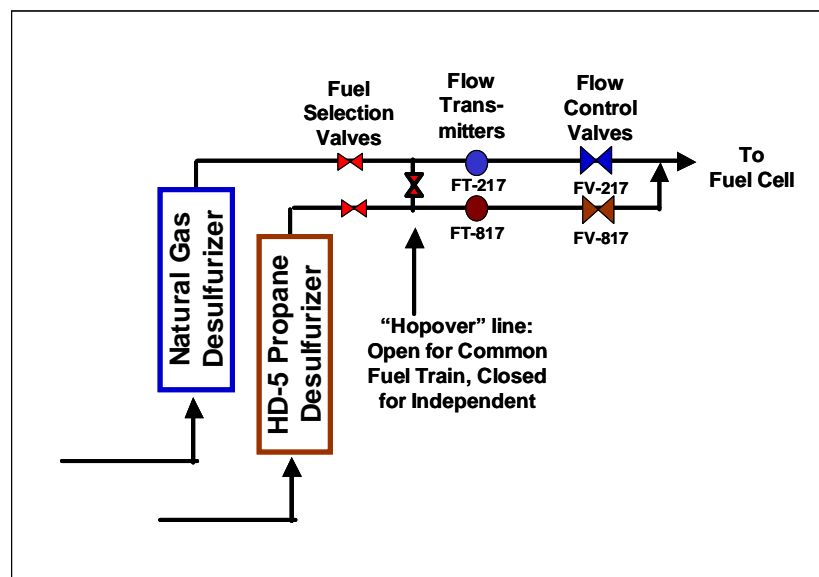 Fuel
Selection
Valves
Flow
Trans-
mitters
Flow
Control
Valves
To
Fuel Cell
FT-217
FV-217
FT-817
FV-817
Natural Gas
Desulfurizer
HD-5 Propane
Desulfurizer
“Hopover” line:
Open for Common
Fuel Train, Closed
for Independent